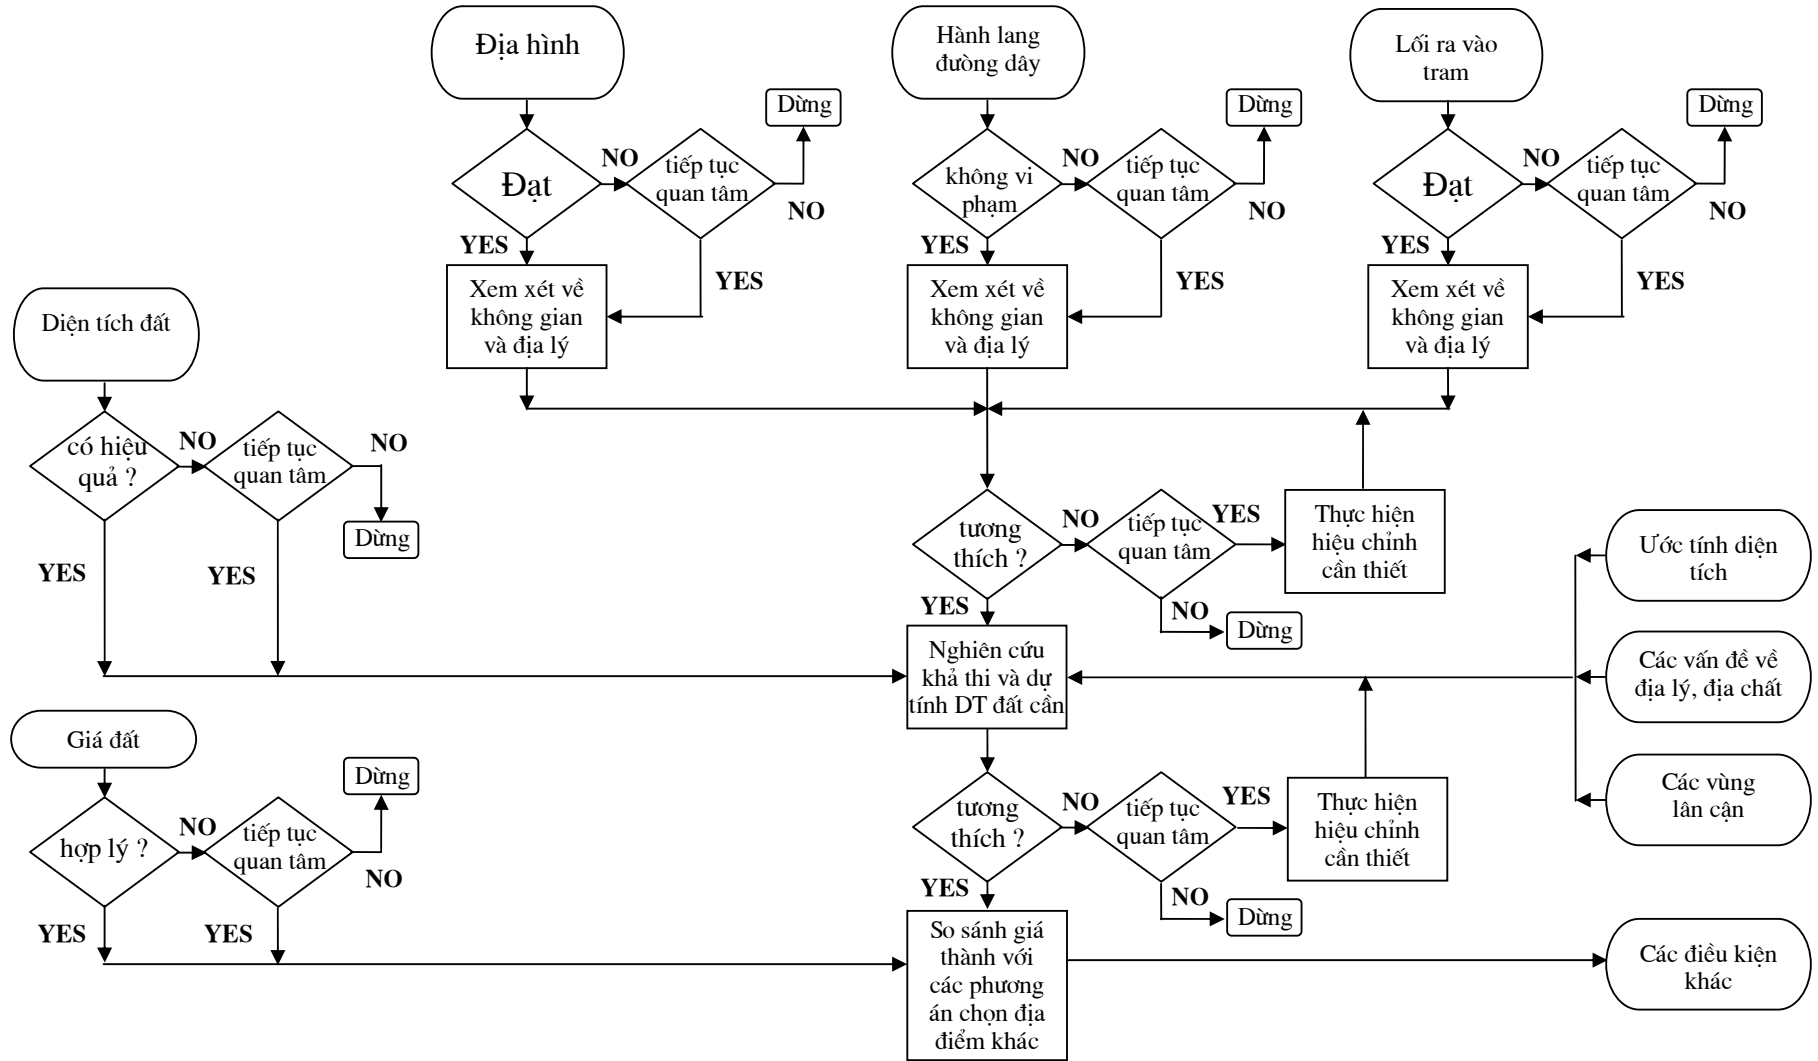 Địa hình
Hành lang
đưòng dây
Lối ra vào
tram
Dừng
Dừng
Dừng
Đạt
NO
tiếp tục
quan tâm
NO
YES
YES
không vi
phạm
NO
tiếp tục
quan tâm
NO
YES
YES
Đạt
NO
tiếp tục
quan tâm
NO
YES
YES
Xem xét về
không gian
và địa lý
Xem xét về
không gian
và địa lý
Xem xét về
không gian
và địa lý
Diện tích đất
có hiệu
quả ?
NO
tiếp tục
quan tâm
NO
Dừng
YES
YES
tương
thích ?
NO
tiếp tục
quan tâm
YES
Thực hiện
hiệu chỉnh
cần thiết
YES
NO
Dừng
Ước tính diện
tích
Nghiên cứu
khả thi và dự
tính DT đất cần
Các vấn đề về
địa lý, địa chất
Giá đất
Dừng
hợp lý ?
NO
tiếp tục
quan tâm
NO
YES
YES
tương
thích ?
NO
tiếp tục
quan tâm
YES
Thực hiện
hiệu chỉnh
cần thiết
YES
NO
Dừng
Các vùng
lân cận
So sánh giá
thành với
các phương
án chọn địa
điểm khác
Các điều kiện
khác